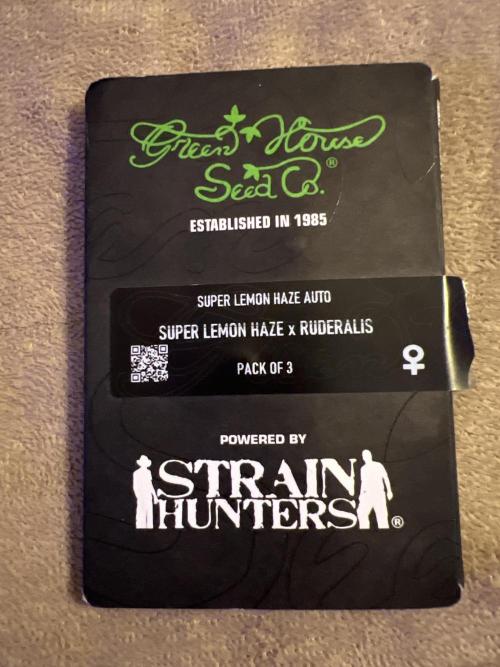 Green House
Seed Co.®
ESTABLISHED IN 1985
SUPER LEMON HAZE AUTO
SUPER LEMON HAZE x RUDERALIS
PACK OF 3
POWERED BY
STRAIN
HUNTERS®